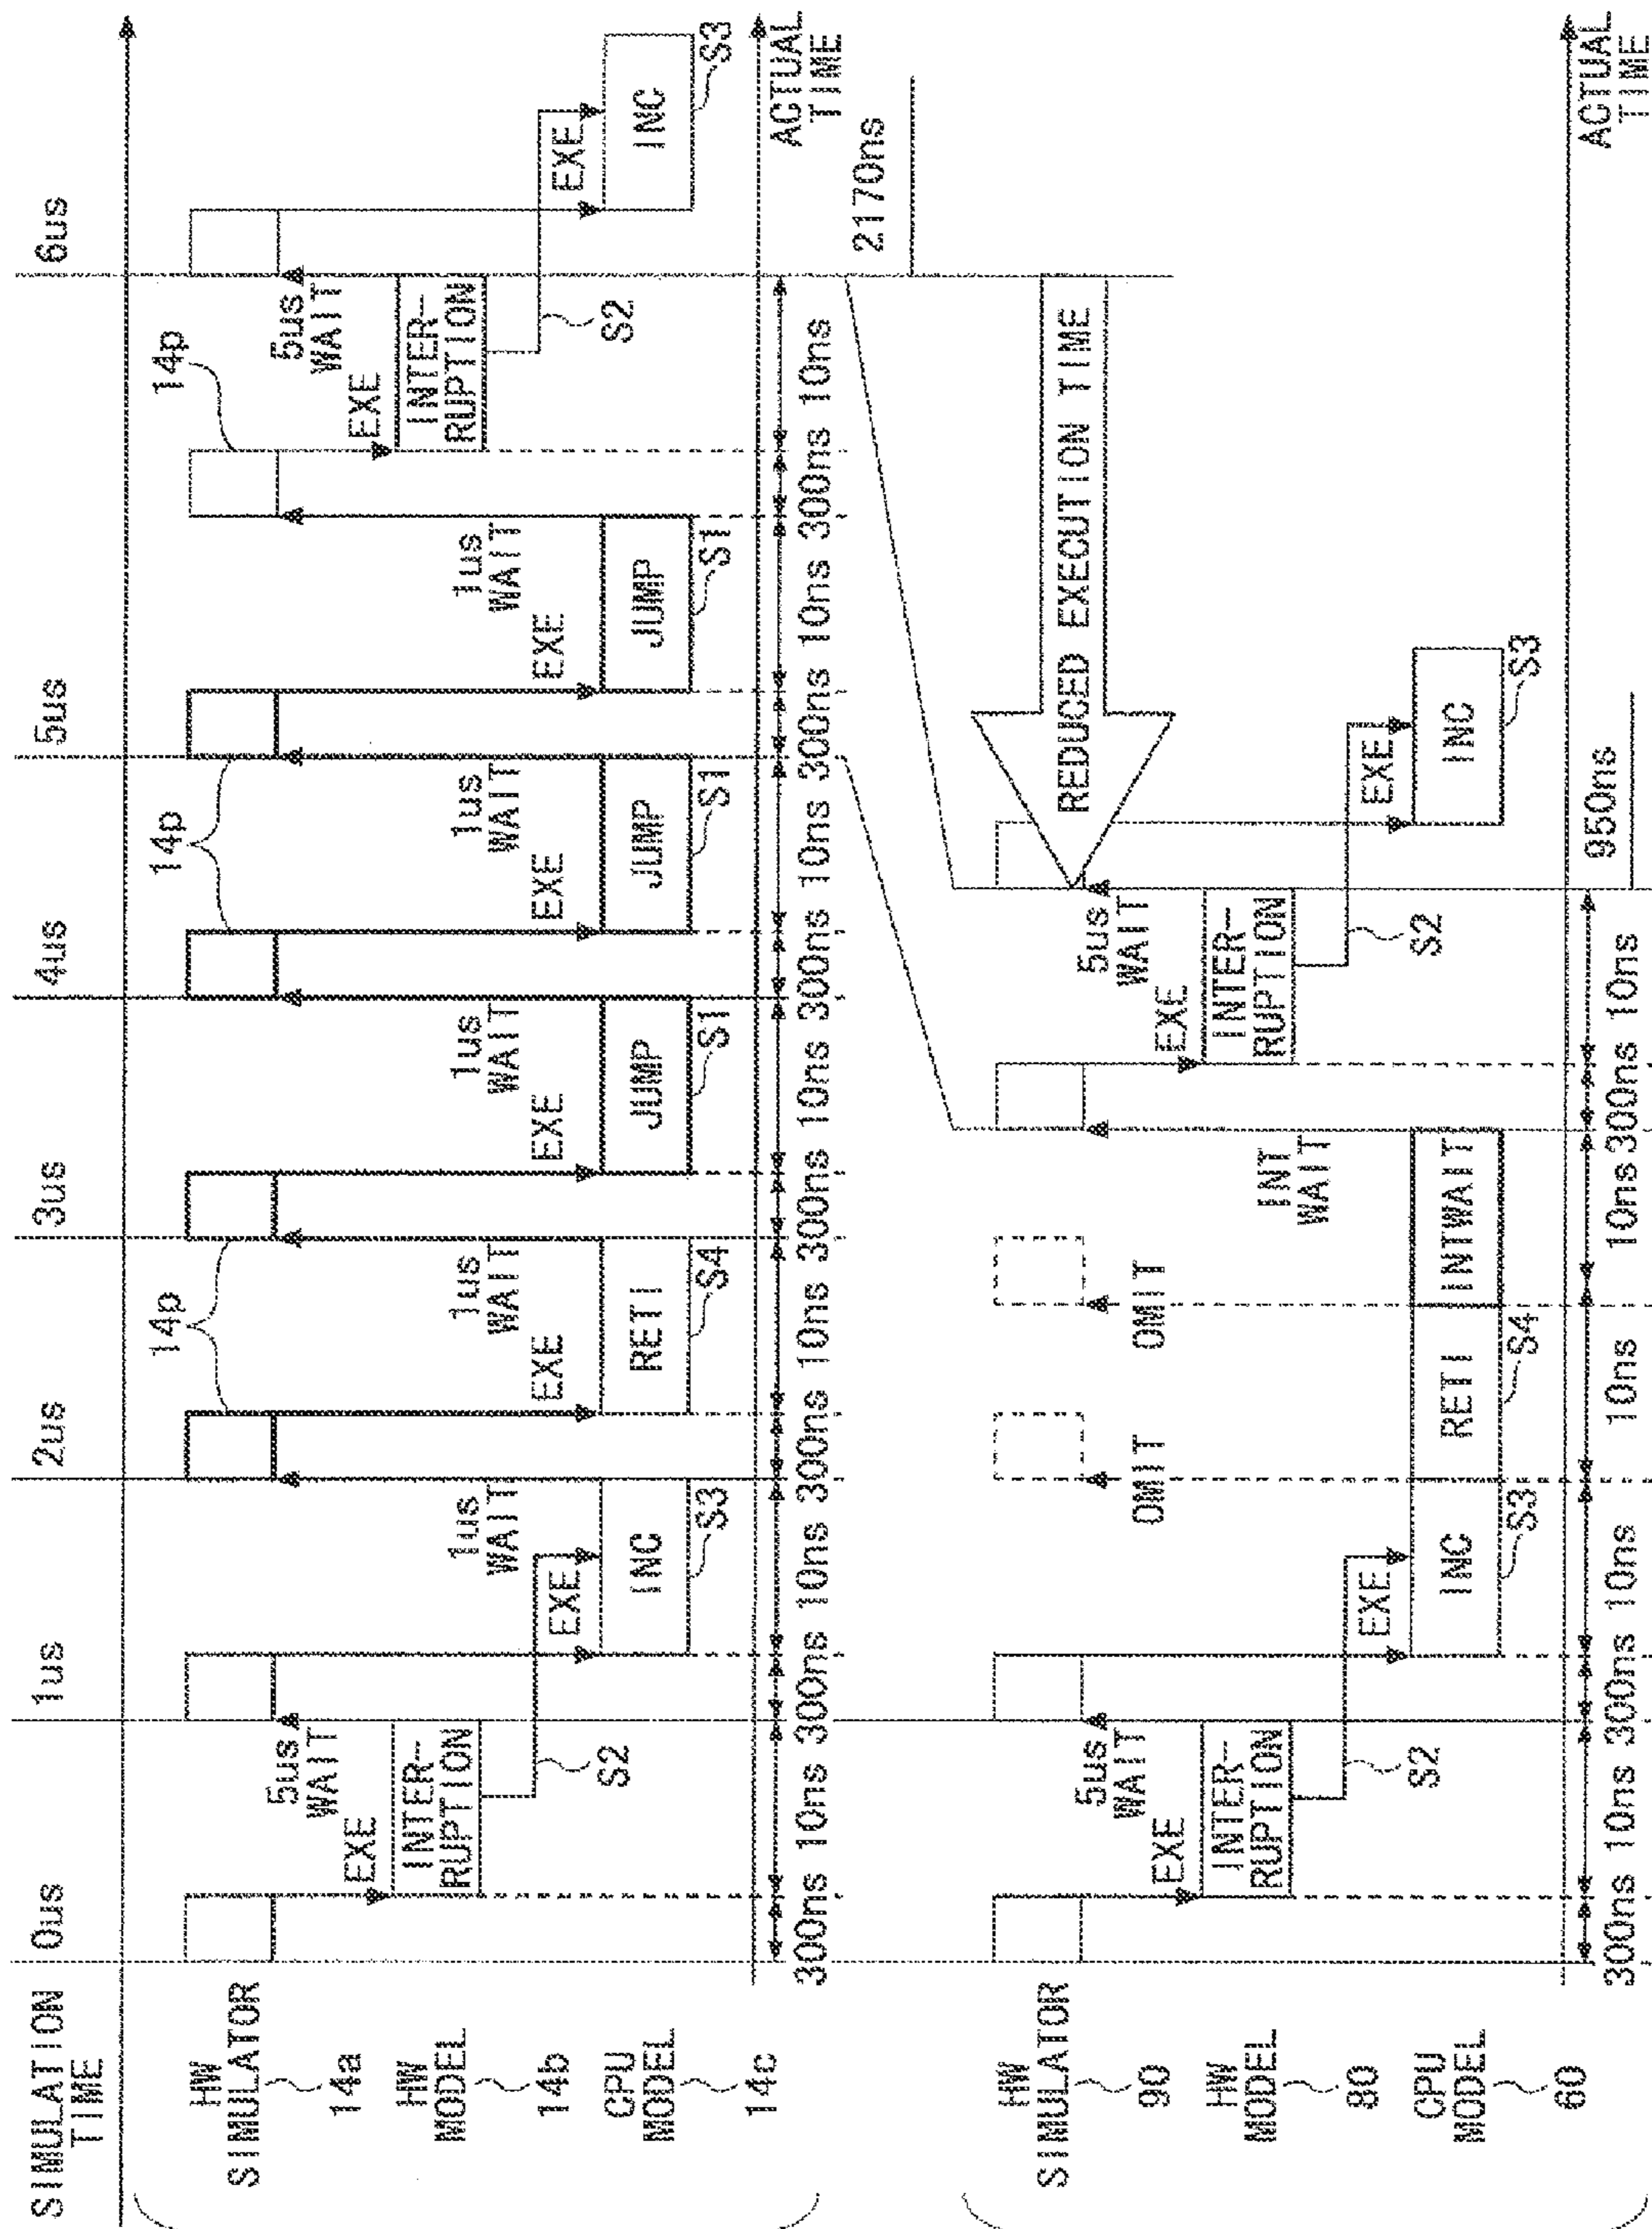 SIMULATION
TIME
0us
1us
2us
3us
4us
5us
6us
HW
SIMULATOR
14a
14p
14p
14p
5us
WAIT
5us
WAIT
HW
MODEL
14b
EXE
INTER-
RUPTION
S2
EXE
1us
WAIT
EXE
1us
WAIT
EXE
1us
WAIT
EXE
1us
WAIT
EXE
1us
WAIT
EXE
INTER-
RUPTION
S2
EXE
CPU
MODEL
14c
INC
S3
RETI
S4
JUMP
S1
JUMP
S1
JUMP
S1
INC
S3
300ns 10ns 300ns 10ns 300ns 10ns 300ns 10ns 300ns 10ns 300ns 10ns 300ns 10ns
ACTUAL
TIME
2170ns
REDUCED EXECUTION TIME
HW
SIMULATOR
90
5us
WAIT
OMIT
OMIT
INT
WAIT
5us
WAIT
HW
MODEL
80
EXE
INTER-
RUPTION
S2
EXE
EXE
INTER-
RUPTION
S2
EXE
CPU
MODEL
60
INC
S3
RETI
S4
INTWAIT
INC
S3
300ns 10ns 300ns 10ns 10ns 10ns 300ns 10ns
950ns
ACTUAL
TIME